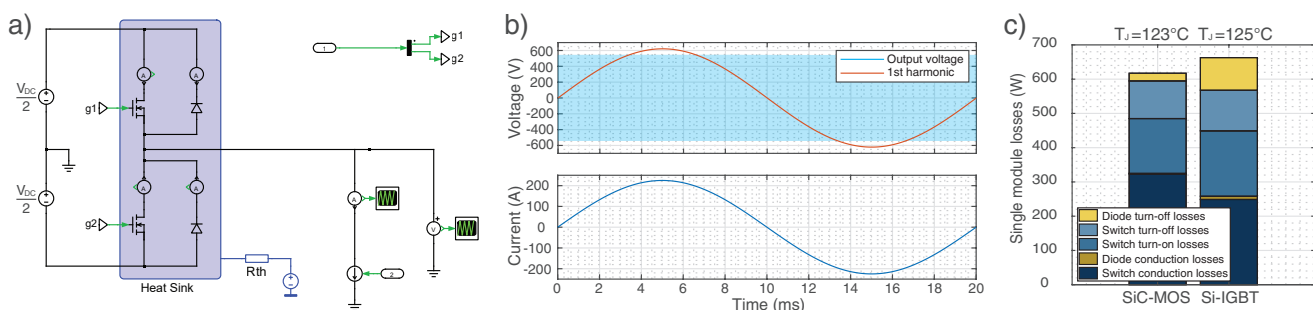 a)
V_DC
2
V_DC
2
g1
g2
A
A
A
A
1
g1
g2
A
V
2
Rth
Heat Sink
b)
600
400
200
0
-200
-400
-600
Voltage (V)
Output voltage
1st harmonic
200
100
0
-100
-200
Current (A)
0 2 4 6 8 10 12 14 16 18 20
Time (ms)
c)
TJ=123°C TJ=125°C
700
600
500
400
300
200
100
0
Single module losses (W)
Diode turn-off losses
Switch turn-off losses
Switch turn-on losses
Diode conduction losses
Switch conduction losses
SiC-MOS Si-IGBT